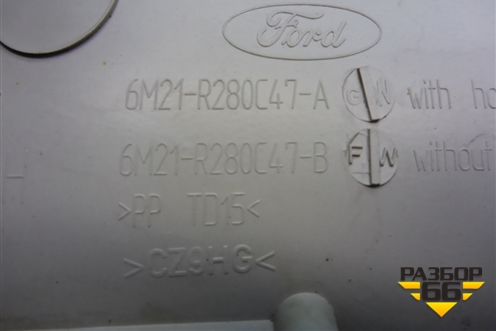 Ford
6M21-R280C47-A G W with ho
6M21-R280C47-B F W without
H
>PP TD15<
>CZ9HG<
РАЗБОР
66